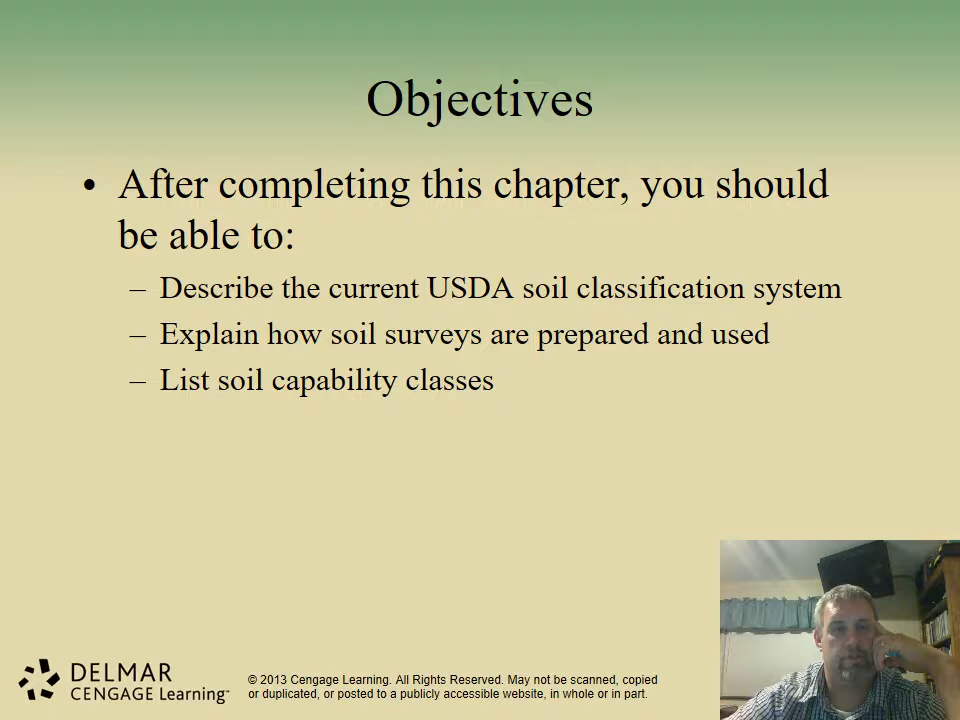 Objectives
• After completing this chapter, you should
be able to:
– Describe the current USDA soil classification system
– Explain how soil surveys are prepared and used
– List soil capability classes
DELMAR
CENGAGE Learning™
© 2013 Cengage Learning. All Rights Reserved. May not be scanned, copied
or duplicated, or posted to a publicly accessible website, in whole or in part.